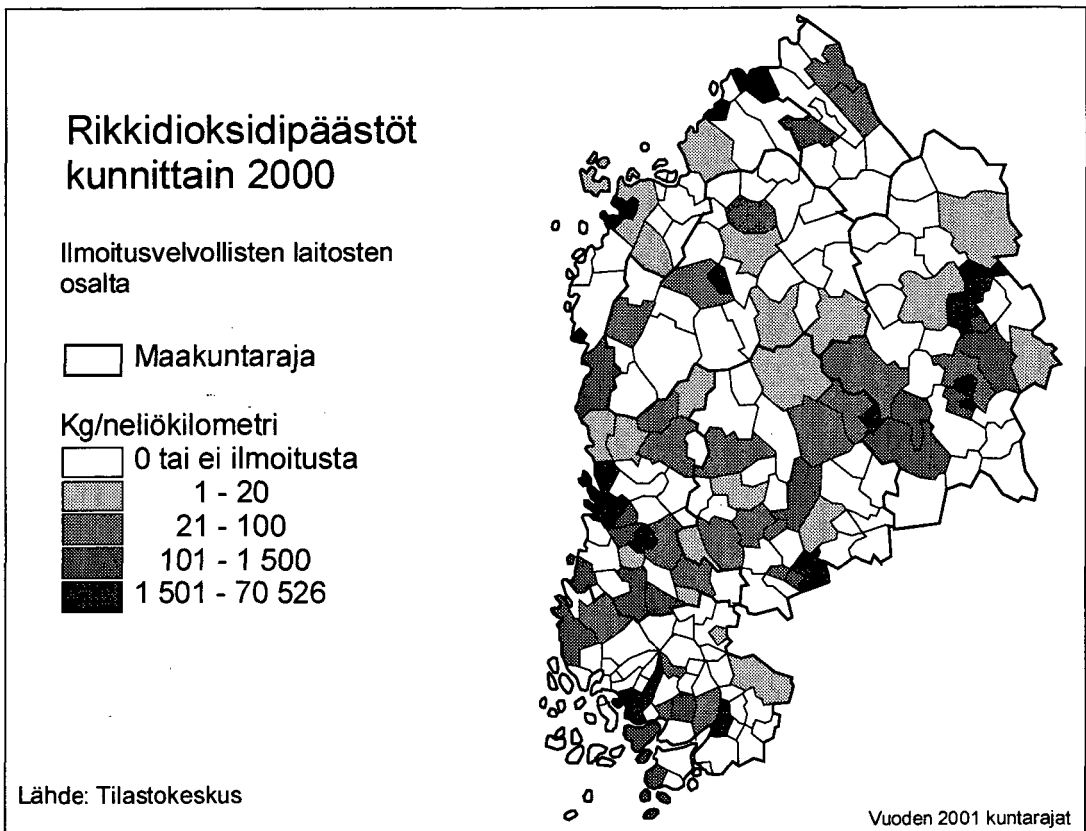 Rikkidioksidipäästöt
kunnittain 2000
Ilmoitusvelvollisten laitosten
osalta
Maakuntaraja
Kg/neliökilometri
0 tai ei ilmoitusta
1 - 20
21 - 100
101 - 1 500
1 501 - 70 526
Lähde: Tilastokeskus
Vuoden 2001 kuntarajat